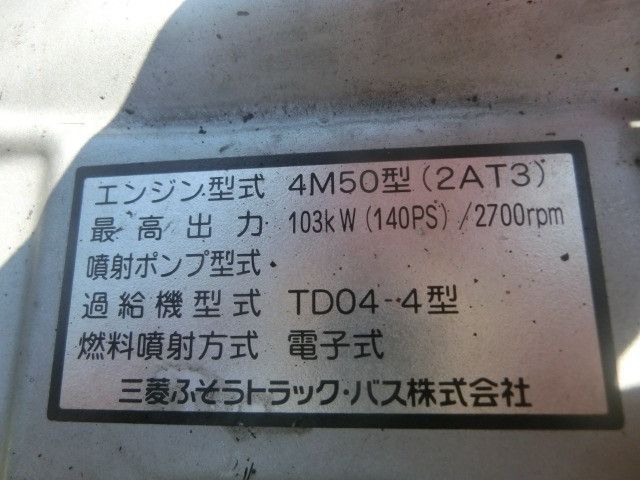 エンジン型式 4M50型(2AT3)
最高出力 103kW(140PS)/2700rpm
噴射ポンプ型式
過給機型式 TD04-4型
燃料噴射方式 電子式
三菱ふそうトラック・バス株式会社